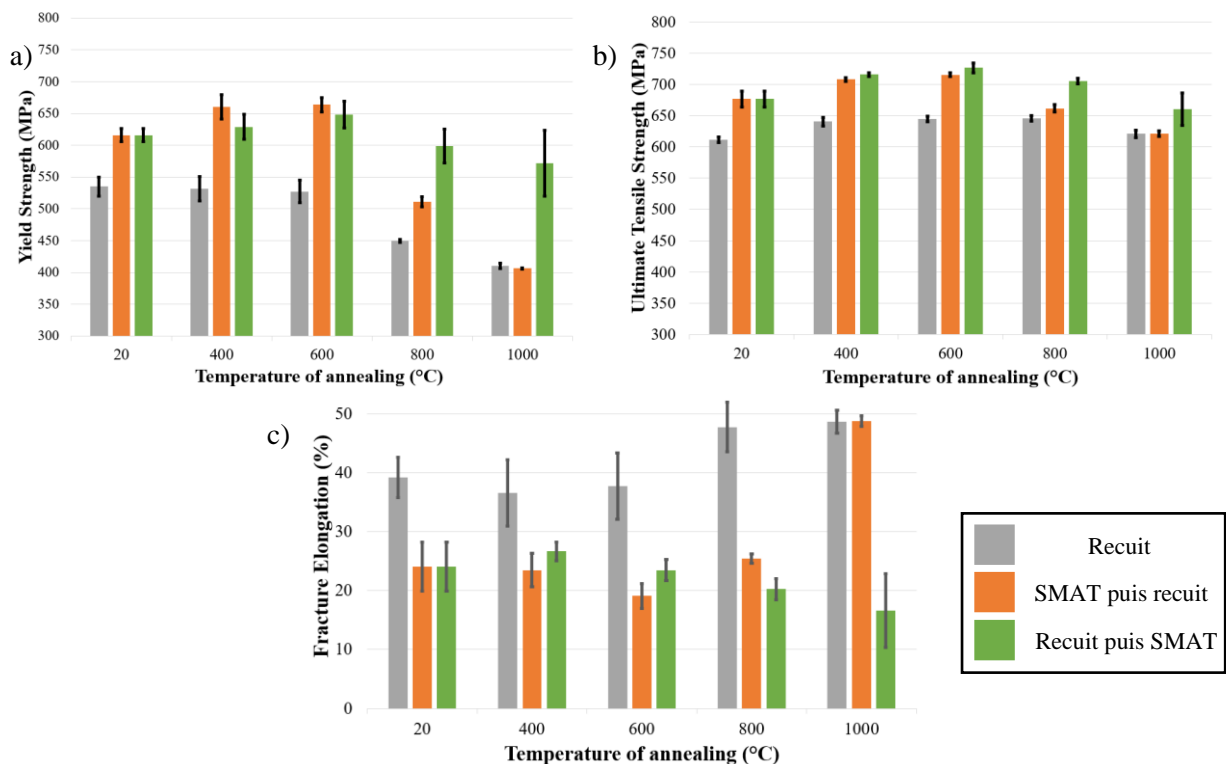 a)
Yield Strength (MPa)
800
750
700
650
600
550
500
450
400
350
300
20 400 600 800 1000
Temperature of annealing (°C)
b)
Ultimate Tensile Strength (MPa)
800
750
700
650
600
550
500
450
400
350
300
20 400 600 800 1000
Temperature of annealing (°C)
c)
Fracture Elongation (%)
50
40
30
20
10
0
20 400 600 800 1000
Temperature of annealing (°C)
Recuit
SMAT puis recuit
Recuit puis SMAT